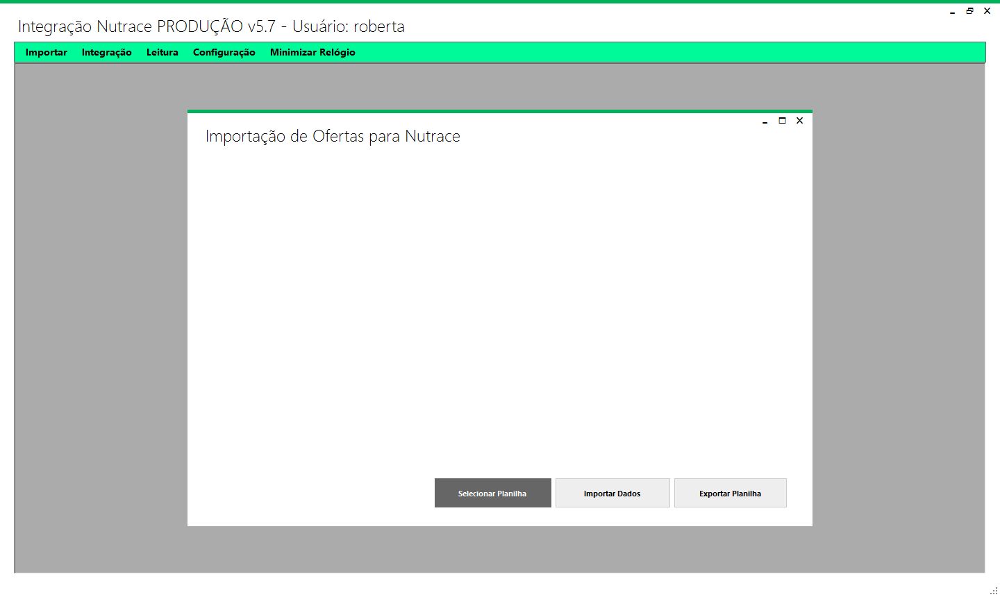 Integração Nutrace PRODUÇÃO v5.7 - Usuário: roberta
Importar Integração Leitura Configuração Minimizar Relógio
Importação de Ofertas para Nutrace
Selecionar Planilha Importar Dados Exportar Planilha